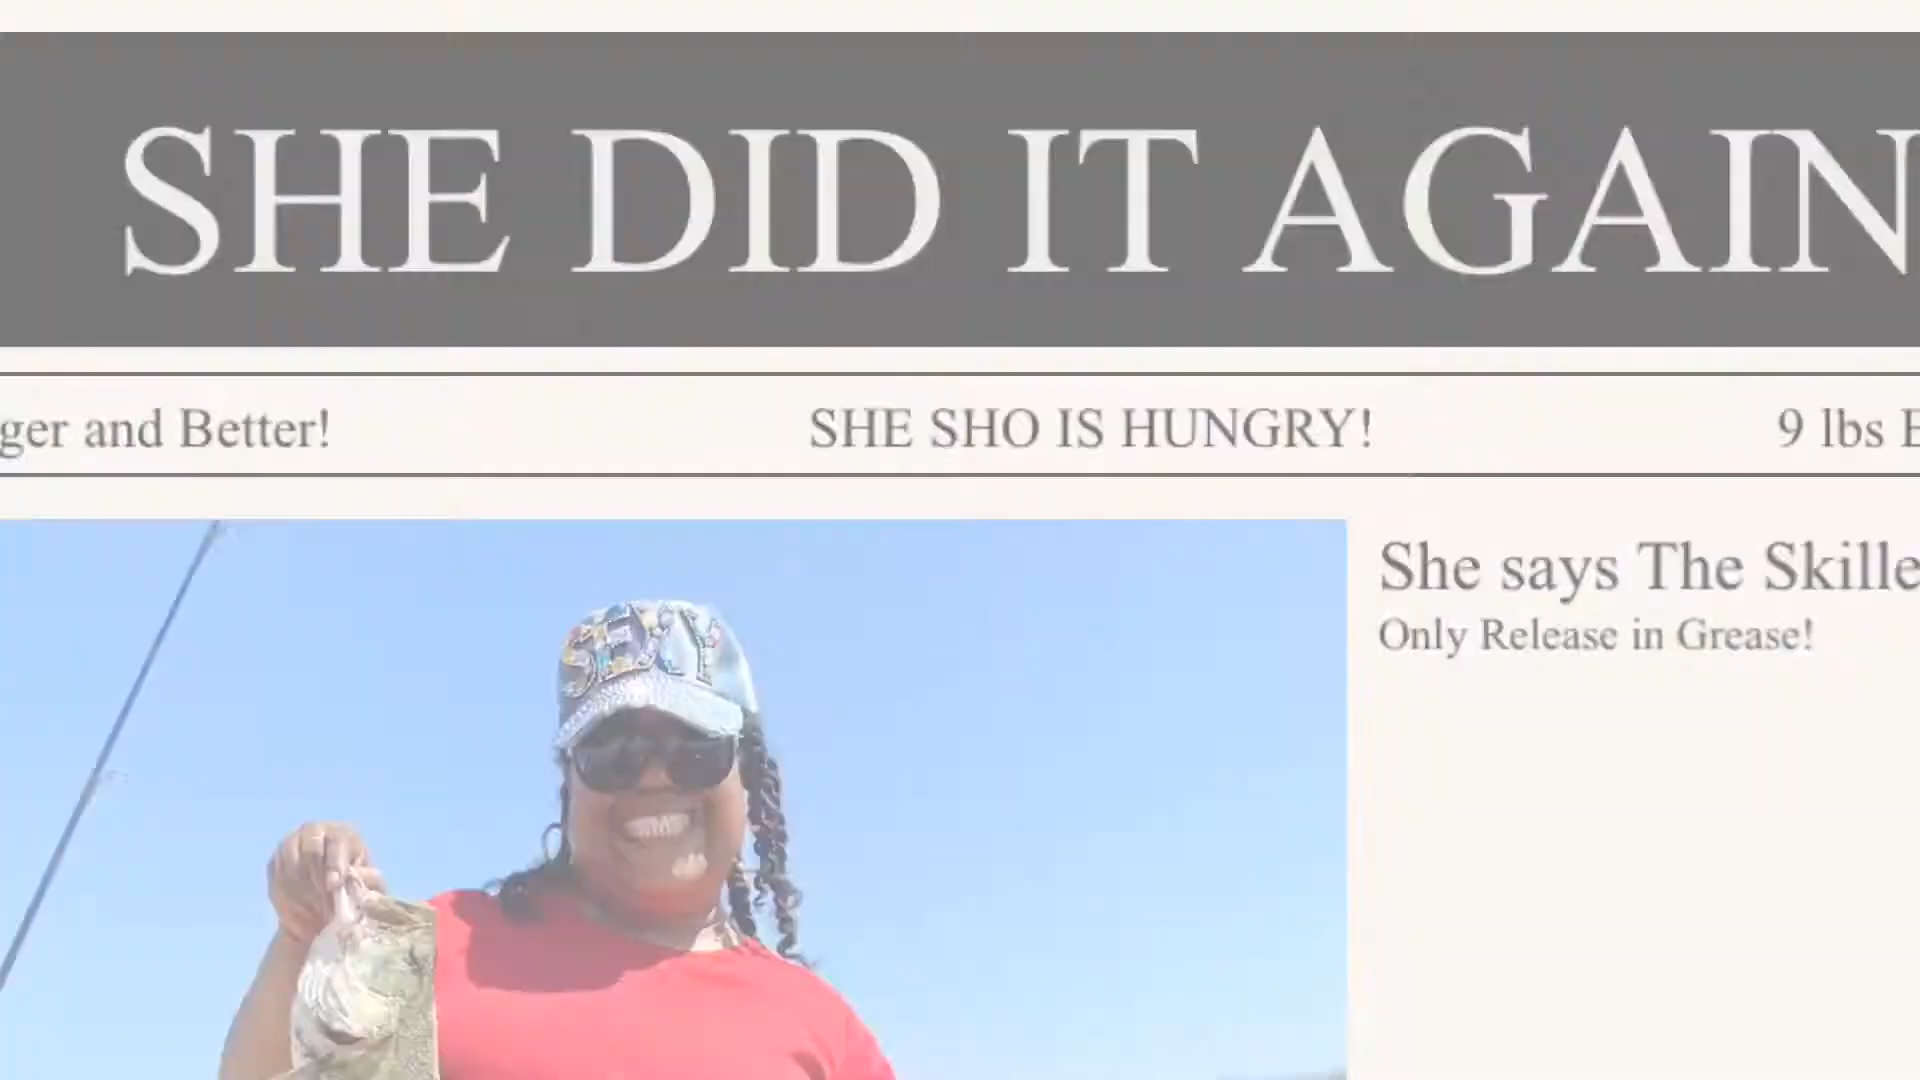 SHE DID IT AGAIN
ger and Better!
SHE SHO IS HUNGRY!
9 lbs
She says The Skille
Only Release in Grease!
SEXY